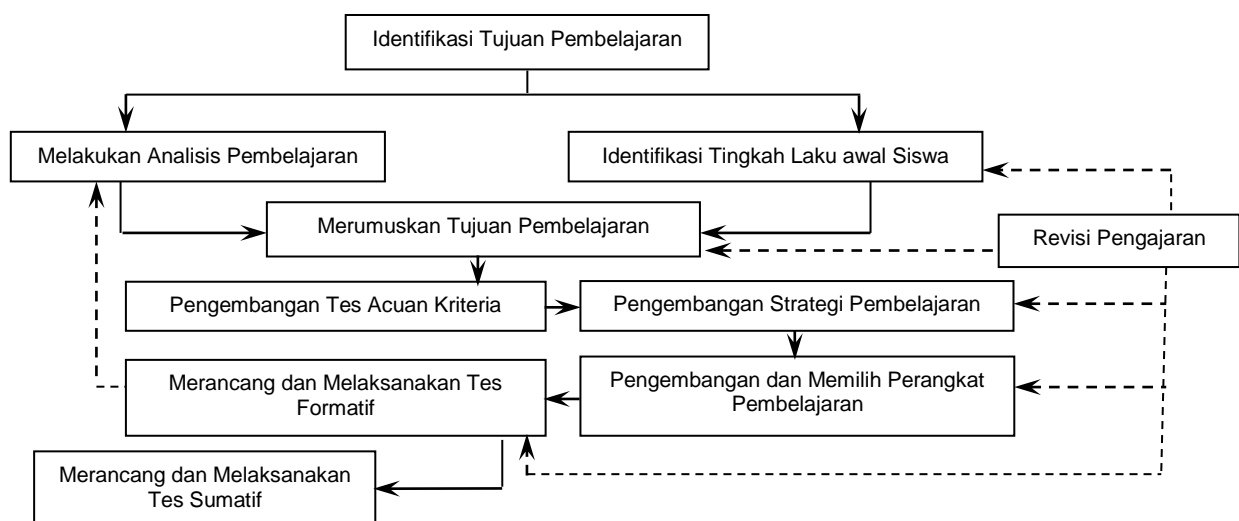 Identifikasi Tujuan Pembelajaran
Melakukan Analisis Pembelajaran
Identifikasi Tingkah Laku awal Siswa
Merumuskan Tujuan Pembelajaran
Revisi Pengajaran
Pengembangan Tes Acuan Kriteria
Pengembangan Strategi Pembelajaran
Merancang dan Melaksanakan Tes
Formatif
Pengembangan dan Memilih Perangkat
Pembelajaran
Merancang dan Melaksanakan
Tes Sumatif